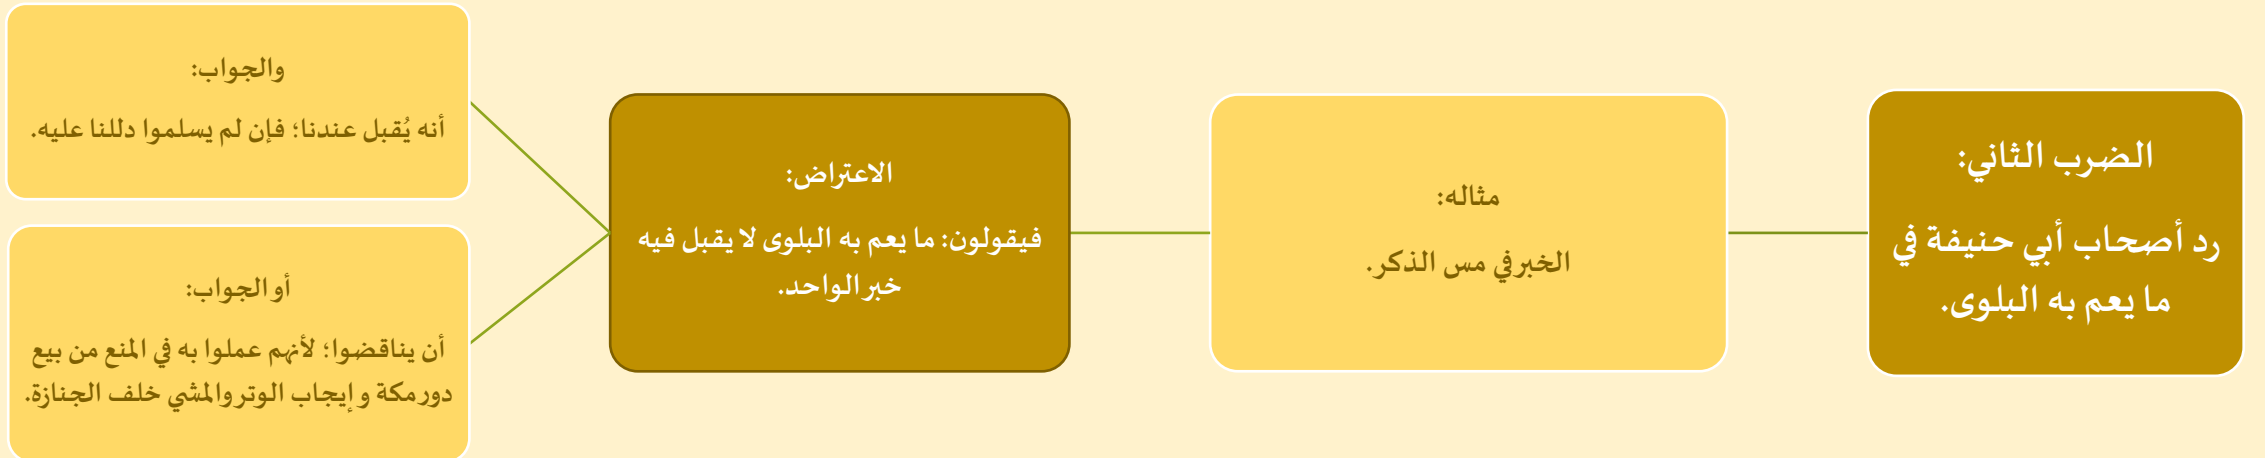 الضرب الثاني:
رد أصحاب أبي حنيفة في
ما يعم به البلوى.
مثاله:
الخبر في مس الذكر.
الاعتراض:
فيقولون: ما يعم به البلوى لا يقبل فيه
خبر الواحد.
والجواب:
أنه يُقبل عندنا؛ فإن لم يسلموا دللنا عليه.
أو الجواب:
أن يناقضوا؛ لأنهم عملوا به في المنع من بيع
دور مكة وإيجاب الوتر والمشي خلف الجنازة.